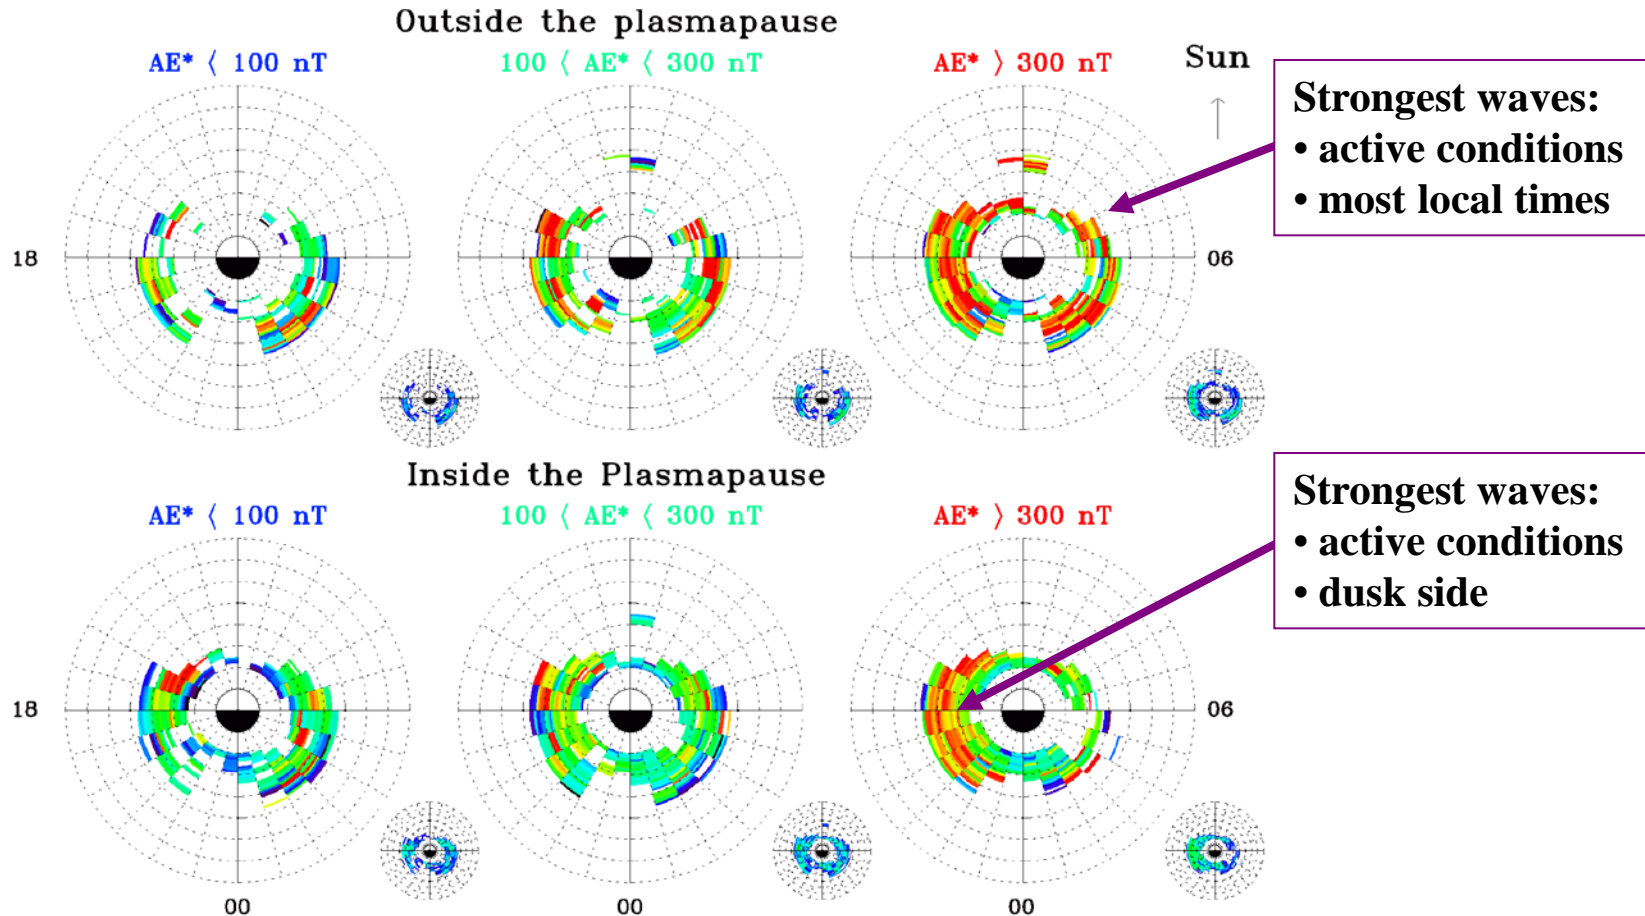 Outside the plasmapause
AE* ⟨ 100 nT
100 ⟨ AE* ⟨ 300 nT
AE* ⟩ 300 nT
Sun
18
06
Strongest waves:
• active conditions
• most local times
Inside the Plasmapause
AE* ⟨ 100 nT
100 ⟨ AE* ⟨ 300 nT
AE* ⟩ 300 nT
18
06
Strongest waves:
• active conditions
• dusk side
00
00
00